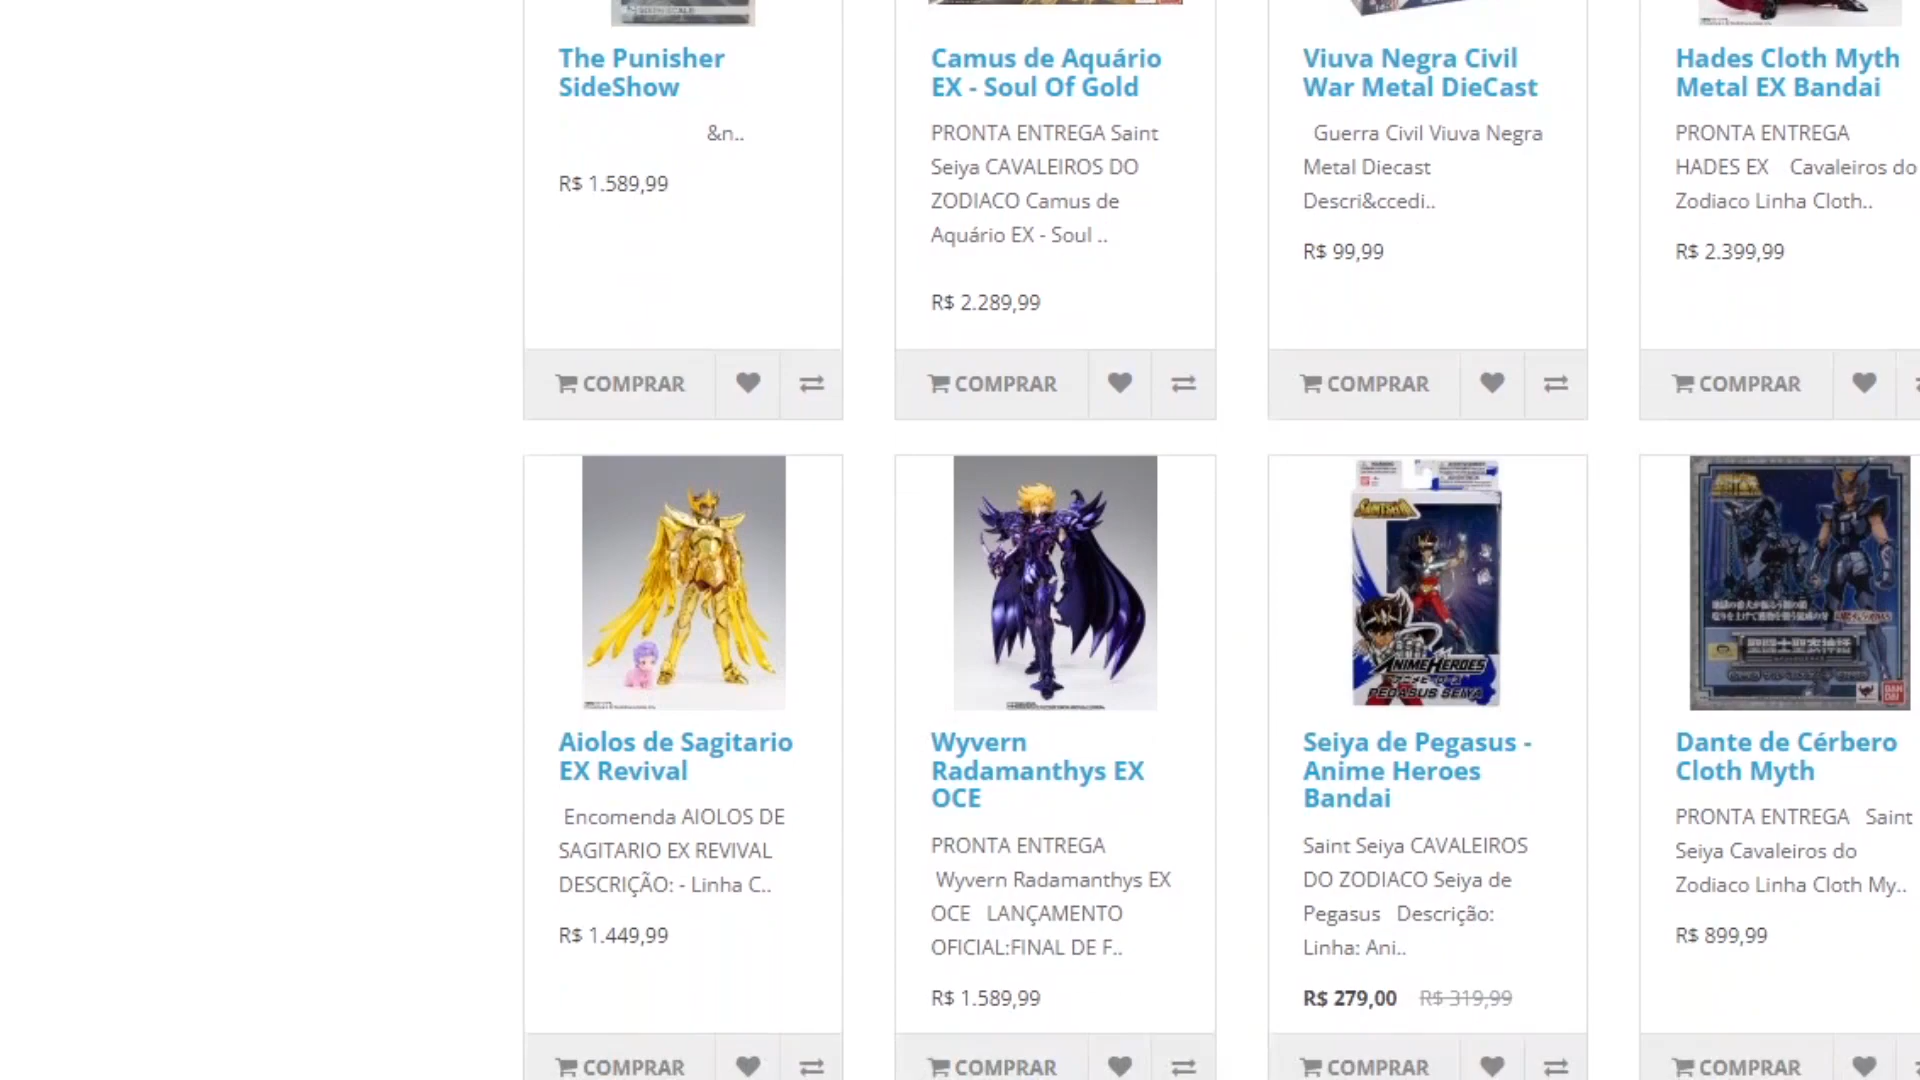 The Punisher
SideShow
&n..
R$ 1.589,99
COMPRAR
Camus de Aquário
EX - Soul Of Gold
PRONTA ENTREGA Saint
Seiya CAVALEIROS DO
ZODIACO Camus de
Aquário EX - Soul ..
R$ 2.289,99
COMPRAR
Viuva Negra Civil
War Metal DieCast
Guerra Civil Viuva Negra
Metal Diecast
Descri&ccedi..
R$ 99,99
COMPRAR
Hades Cloth Myth
Metal EX Bandai
PRONTA ENTREGA
HADES EX Cavaleiros do
Zodiaco Linha Cloth..
R$ 2.399,99
COMPRAR
Aiolos de Sagitario
EX Revival
Encomenda AIOLOS DE
SAGITARIO EX REVIVAL
DESCRIÇÃO: - Linha C..
R$ 1.449,99
COMPRAR
Wyvern
Radamanthys EX
OCE
PRONTA ENTREGA
Wyvern Radamanthys EX
OCE LANÇAMENTO
OFICIAL:FINAL DE F..
R$ 1.589,99
COMPRAR
ANIME HEROES
PEGASUS SEIYA
Seiya de Pegasus -
Anime Heroes
Bandai
Saint Seiya CAVALEIROS
DO ZODIACO Seiya de
Pegasus Descrição:
Linha: Ani..
R$ 279,00 R$ 319,99
COMPRAR
BAN
DAI
Dante de Cérbero
Cloth Myth
PRONTA ENTREGA Saint
Seiya Cavaleiros do
Zodiaco Linha Cloth My..
R$ 899,99
COMPRAR